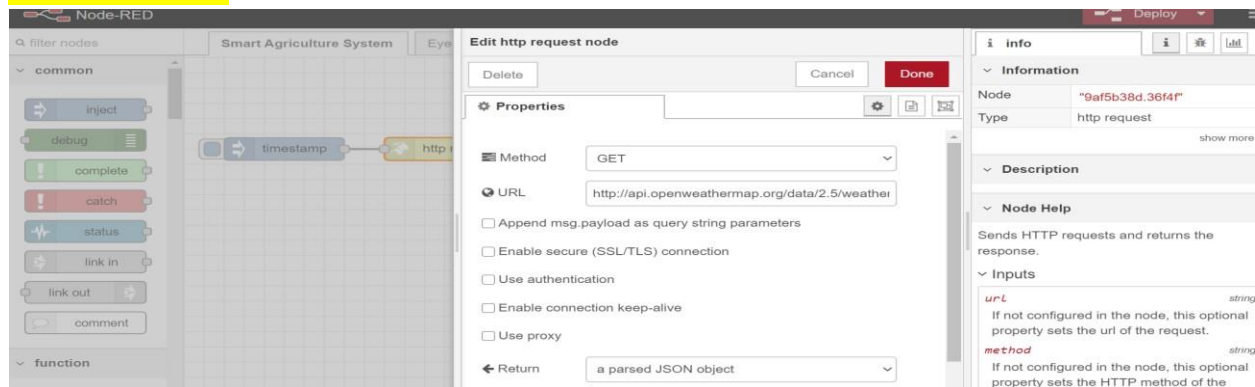 Node-RED
Deploy
filter nodes
Smart Agriculture System
Eye
common
inject
debug
complete
catch
status
link in
link out
comment
function
timestamp
http
Edit http request node
Delete
Cancel
Done
Properties
Method
GET
URL
http://api.openweathermap.org/data/2.5/weather
Append msg.payload as query string parameters
Enable secure (SSL/TLS) connection
Use authentication
Enable connection keep-alive
Use proxy
Return
a parsed JSON object
i info
i
Information
Node
"9af5b38d.36f4f"
Type
http request
show more
Description
Node Help
Sends HTTP requests and returns the
response.
Inputs
url string
If not configured in the node, this optional
property sets the url of the request.
method string
If not configured in the node, this optional
property sets the HTTP method of the